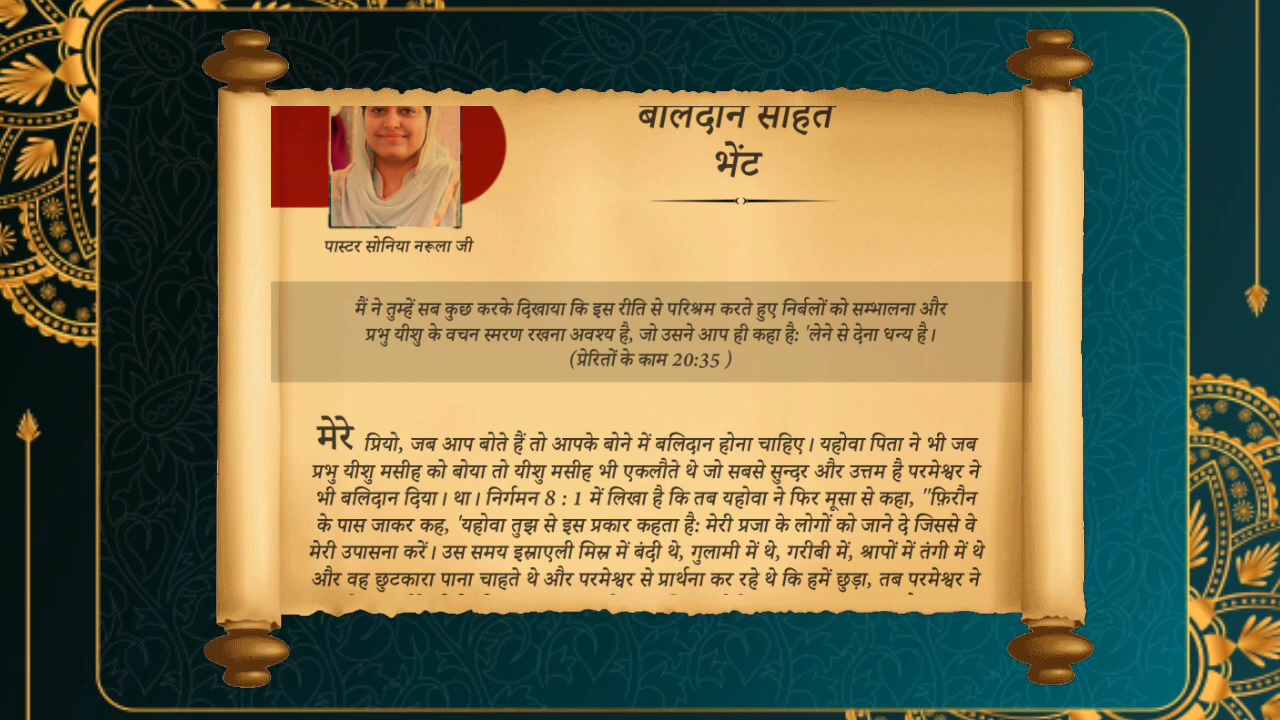 बलिदान सहित
भेंट
पास्टर सोनिया नरूला जी
मैं ने तुम्हें सब कुछ करके दिखाया कि इस रीति से परिश्रम करते हुए निर्बलों को सम्भालना और
प्रभु यीशु के वचन स्मरण रखना अवश्य है, जो उसने आप ही कहा है: 'लेने से देना धन्य है।
(प्रेरितों के काम 20:35 )
मेरे प्रियो, जब आप बोते हैं तो आपके बोने में बलिदान होना चाहिए। यहोवा पिता ने भी जब
प्रभु यीशु मसीह को बोया तो यीशु मसीह भी एकलौते थे जो सबसे सुन्दर और उत्तम है परमेश्वर ने
भी बलिदान दिया। था। निर्गमन 8 : 1 में लिखा है कि तब यहोवा ने फिर मूसा से कहा, "फ़िरौन
के पास जाकर कह, 'यहोवा तुझ से इस प्रकार कहता है: मेरी प्रजा के लोगों को जाने दे जिससे वे
मेरी उपासना करें। उस समय इस्राएली मिस्र में बंदी थे, गुलामी में थे, गरीबी में, श्रापों में तंगी में थे
और वह छुटकारा पाना चाहते थे और परमेश्वर से प्रार्थना कर रहे थे कि हमें छुड़ा, तब परमेश्वर ने